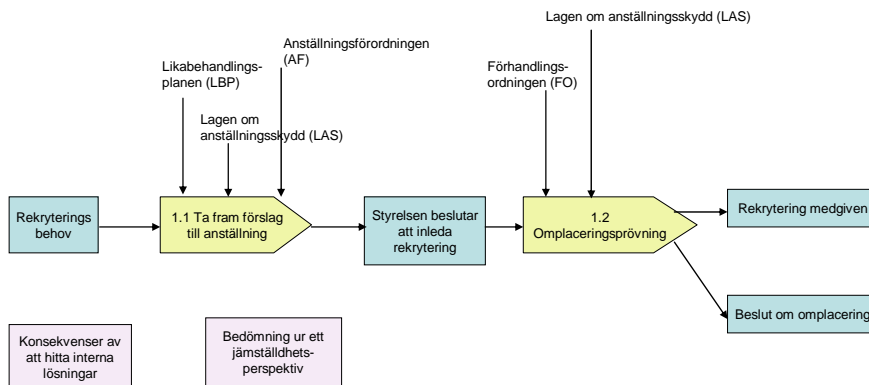 Lagen om anställningsskydd (LAS)
Anställningsförordningen
(AF)
Likabehandlings-
planen (LBP)
Förhandlings-
ordningen (FO)
Lagen om
anställningsskydd (LAS)
Rekryterings
behov
1.1 Ta fram förslag
till anställning
Styrelsen beslutar
att inleda
rekrytering
1.2
Omplaceringsprövning
Rekrytering medgiven
Beslut om omplacering
Konsekvenser av
att hitta interna
lösningar
Bedömning ur ett
jämställdhets-
perspektiv